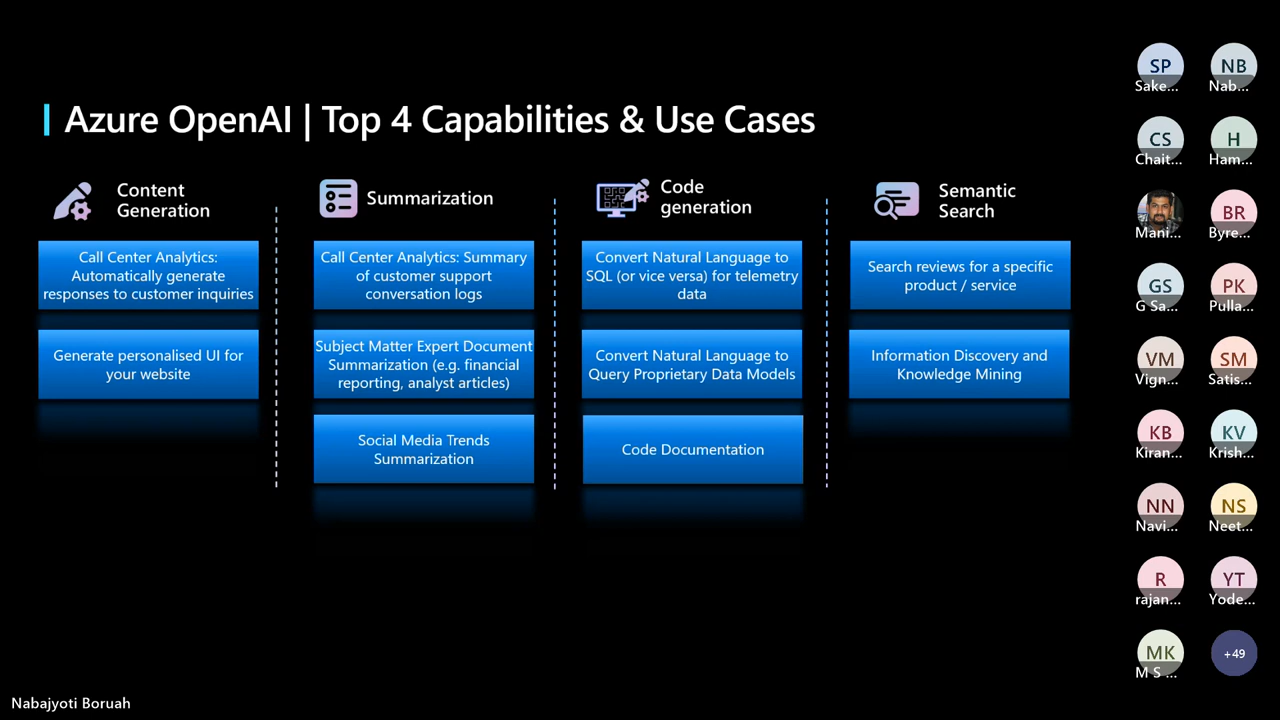 Azure OpenAI | Top 4 Capabilities & Use Cases
Content
Generation
Call Center Analytics:
Automatically generate
responses to customer inquiries
Generate personalised UI for
your website
Summarization
Call Center Analytics: Summary
of customer support
conversation logs
Subject Matter Expert Document
Summarization (e.g. financial
reporting, analyst articles)
Social Media Trends
Summarization
Code
generation
Convert Natural Language to
SQL (or vice versa) for telemetry
data
Convert Natural Language to
Query Proprietary Data Models
Code Documentation
Semantic
Search
Search reviews for a specific
product / service
Information Discovery and
Knowledge Mining
SP
Sake...
NB
Nab...
CS
Chait...
H
Ham...
Mani...
BR
Byre...
GS
G Sa...
PK
Pulla...
VM
Vign...
SM
Satis...
KB
Kiran...
KV
Krish...
NN
Navi...
NS
Neet...
R
rajan...
YT
Yode...
MK
M S ...
+49
Nabajyoti Boruah